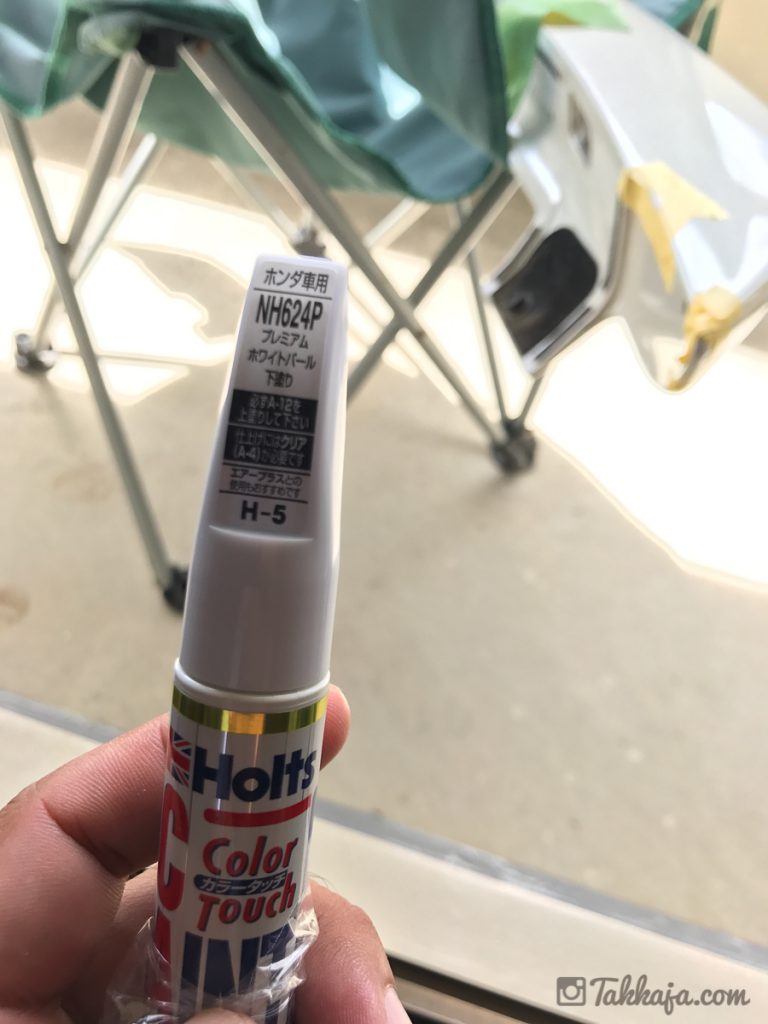 ホンダ車用
NH624P
プレミアム
ホワイトパール
下塗り
必ずA-12を
上塗りして下さい
仕上げにはクリア
(A-4)が必要です
エアープラスとの
使用もおすすめです
H-5
Holts
Color
カラータッチ
Touch
Takkaja.com